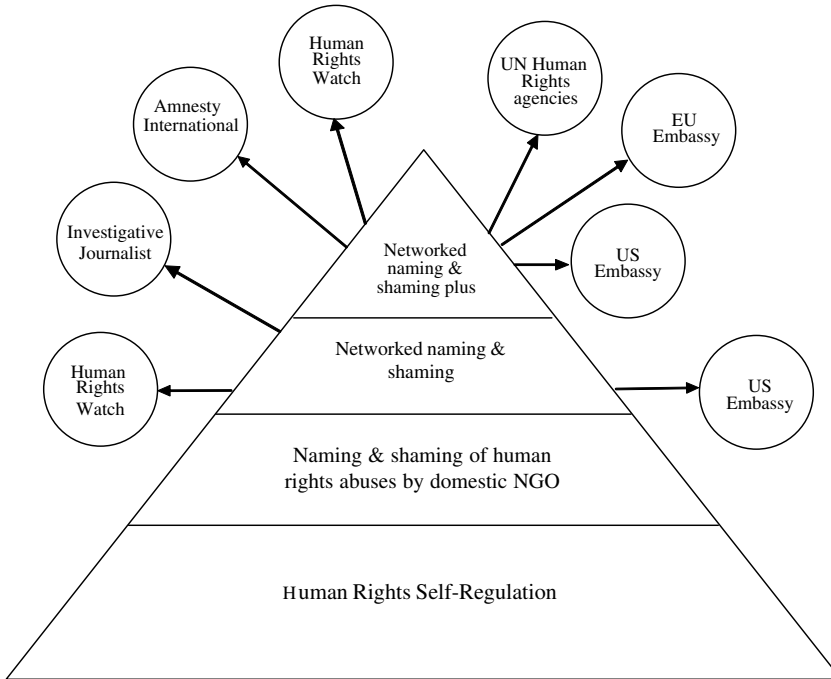 Human
Rights
Watch
UN Human
Rights
agencies
Amnesty
International
EU
Embassy
Investigative
Journalist
Networked
naming &
shaming plus
US
Embassy
Human
Rights
Watch
Networked naming &
shaming
US
Embassy
Naming & shaming of human
rights abuses by domestic NGO
Human Rights Self-Regulation